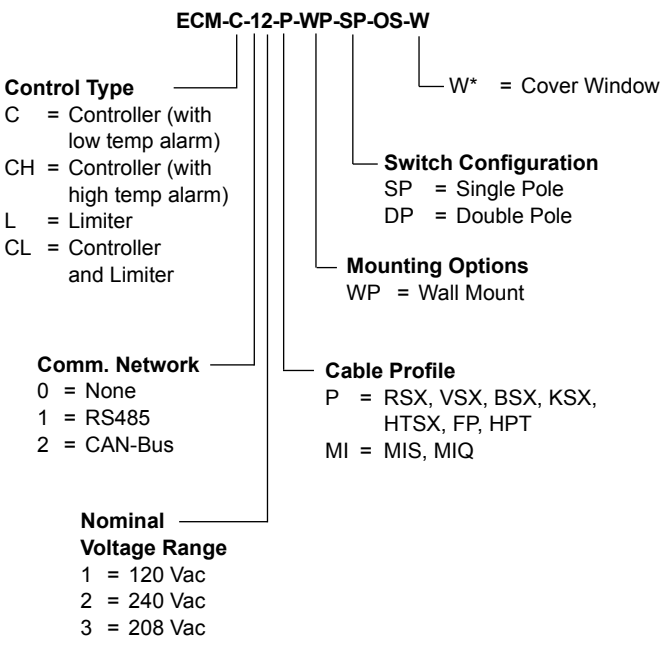 ECM-C-12-P-WP-SP-OS-W
Control Type
C = Controller (with
low temp alarm)
CH = Controller (with
high temp alarm)
L = Limiter
CL = Controller
and Limiter
W* = Cover Window
Switch Configuration
SP = Single Pole
DP = Double Pole
Mounting Options
WP = Wall Mount
Comm. Network
0 = None
1 = RS485
2 = CAN-Bus
Cable Profile
P = RSX, VSX, BSX, KSX,
HTSX, FP, HPT
MI = MIS, MIQ
Nominal
Voltage Range
1 = 120 Vac
2 = 240 Vac
3 = 208 Vac